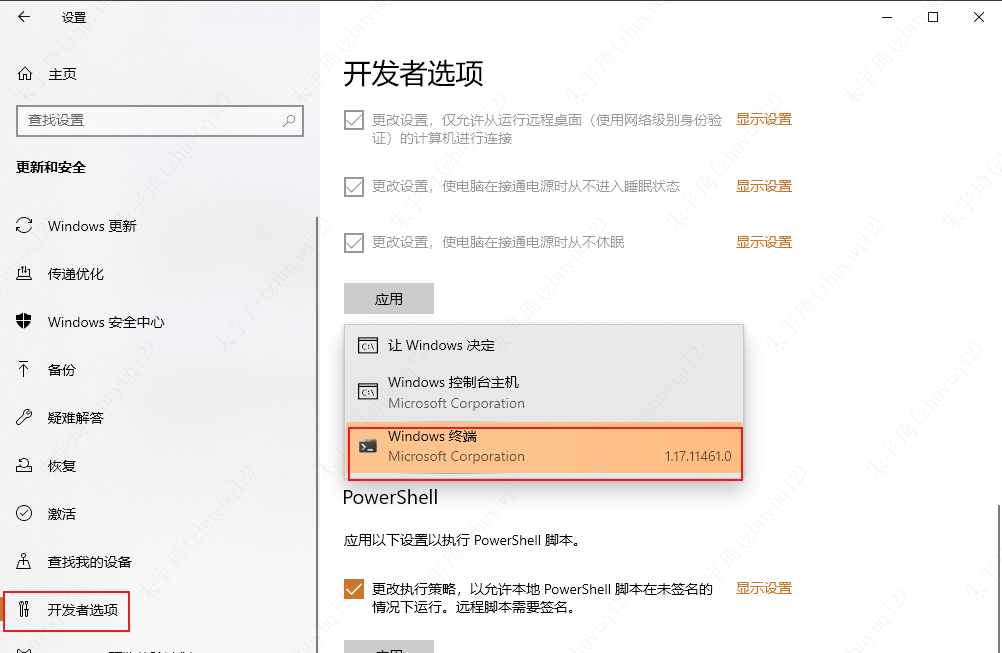 设置
主页
查找设置
更新和安全
Windows 更新
传递优化
Windows 安全中心
备份
疑难解答
恢复
激活
查找我的设备
开发者选项
开发者选项
更改设置，仅允许从运行远程桌面（使用网络级别身份验
证）的计算机进行连接
显示设置
更改设置，使电脑在接通电源时从不进入睡眠状态
显示设置
更改设置，使电脑在接通电源时从不休眠
显示设置
应用
让 Windows 决定
Windows 控制台主机
Microsoft Corporation
Windows 终端
Microsoft Corporation 1.17.11461.0
PowerShell
应用以下设置以执行 PowerShell 脚本。
更改执行策略，以允许本地 PowerShell 脚本在未签名的
情况下运行。远程脚本需要签名。
显示设置
应用
朱宇琦(zhuyuq12)